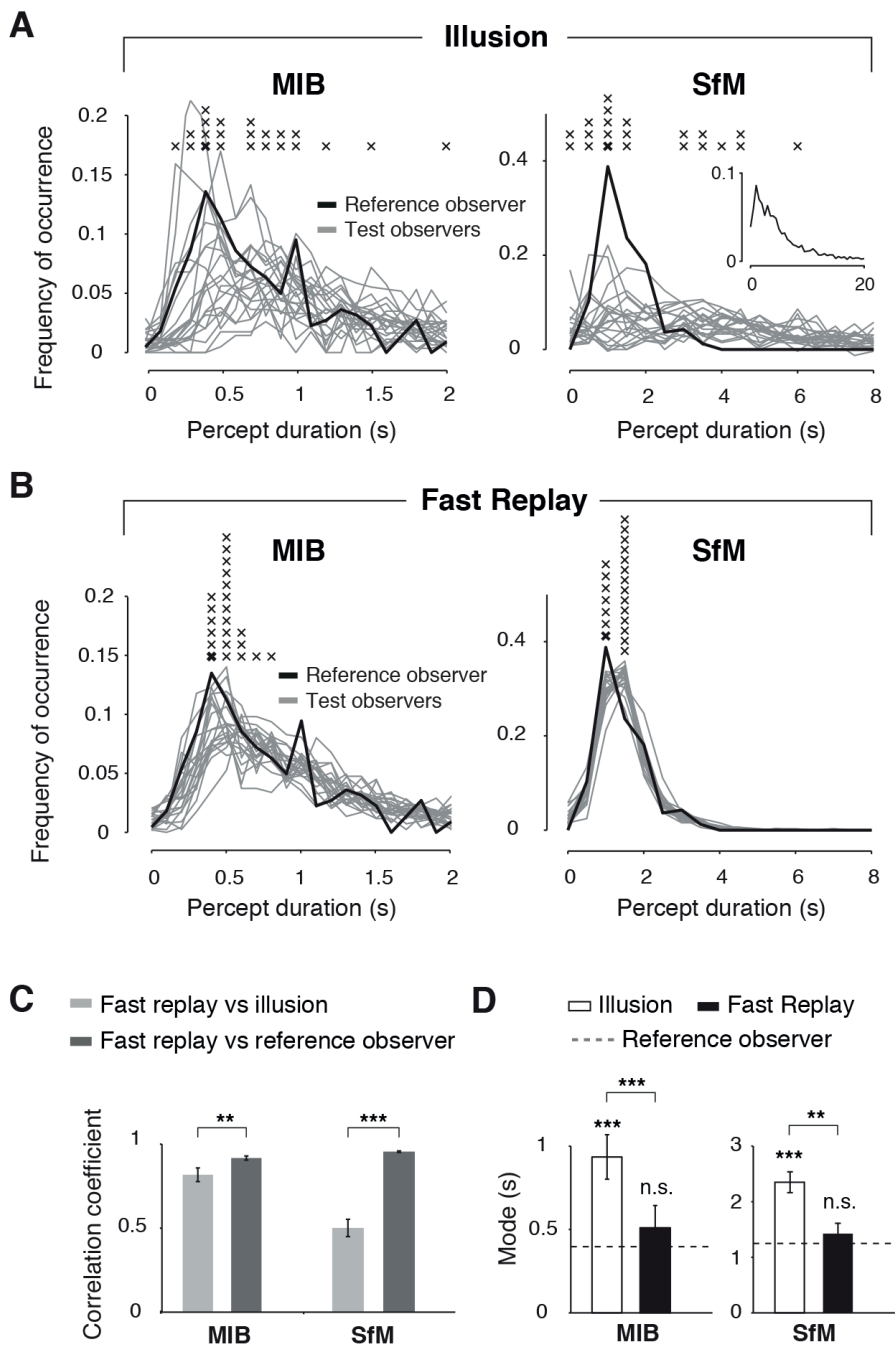 A
Illusion
MIB
SfM
Frequency of occurrence
0.2
0.15
0.1
0.05
0
Reference observer
Test observers
0.4
0.2
0
0.1
0
0 20
0 0.5 1 1.5 2
0 2 4 6 8
Percept duration (s)
Percept duration (s)
B
Fast Replay
MIB
SfM
Frequency of occurrence
0.2
0.15
0.1
0.05
0
Reference observer
Test observers
0.4
0.2
0
0 0.5 1 1.5 2
0 2 4 6 8
Percept duration (s)
Percept duration (s)
C
Fast replay vs illusion
Fast replay vs reference observer
Correlation coefficient
1
0.5
0
**
***
MIB
SfM
D
Illusion
Fast Replay
Reference observer
Mode (s)
1
0.5
0
***
***
n.s.
MIB
3
2
1
0
**
***
n.s.
SfM